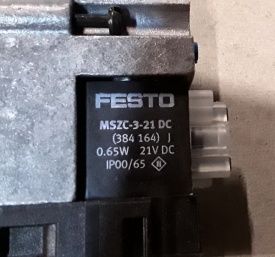 FESTO
MSZC-3-21 DC
(384 164) J
0.65W 21V DC
IP00/65